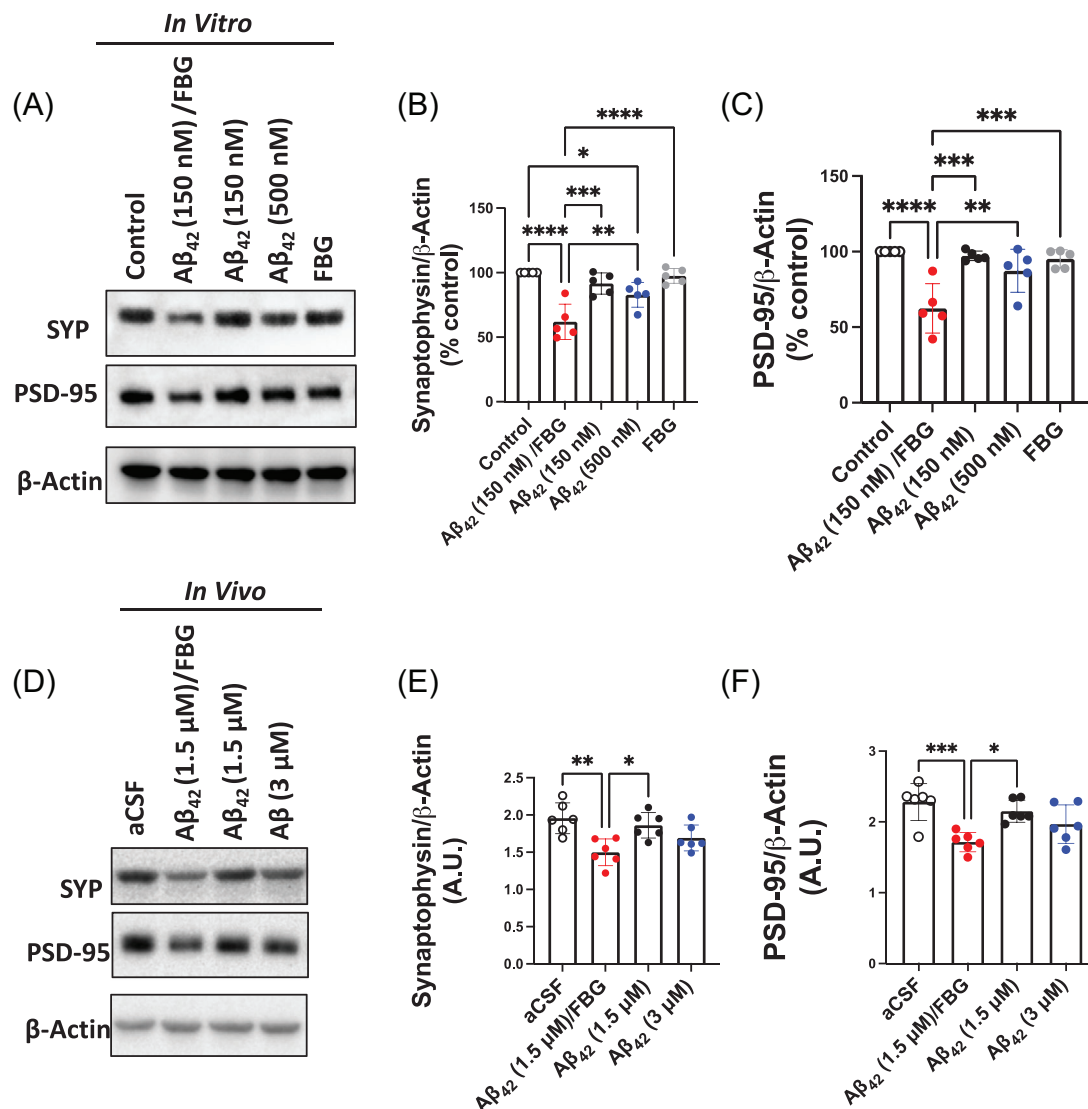 In Vitro
(A)
Control
Aβ42 (150 nM) /FBG
Aβ42 (150 nM)
Aβ42 (500 nM)
FBG
SYP
PSD-95
β-Actin
(B)
Synaptophysin/β-Actin
(% control)
150
100
50
0
****
*
***
****
**
Control
Aβ42 (150 nM) /FBG
Aβ42 (150 nM)
Aβ42 (500 nM)
FBG
(C)
PSD-95/β-Actin
(% control)
150
100
50
0
***
***
****
**
Control
Aβ42 (150 nM) /FBG
Aβ42 (150 nM)
Aβ42 (500 nM)
FBG
In Vivo
(D)
aCSF
Aβ42 (1.5 μM)/FBG
Aβ42 (1.5 μM)
Aβ (3 μM)
SYP
PSD-95
β-Actin
(E)
Synaptophysin/β-Actin
(A.U.)
2.5
2.0
1.5
1.0
0.5
0.0
**
*
aCSF
Aβ42 (1.5 μM)/FBG
Aβ42 (1.5 μM)
Aβ42 (3 μM)
(F)
PSD-95/β-Actin
(A.U.)
3
2
1
0
***
*
aCSF
Aβ42 (1.5 μM)/FBG
Aβ42 (1.5 μM)
Aβ42 (3 μM)